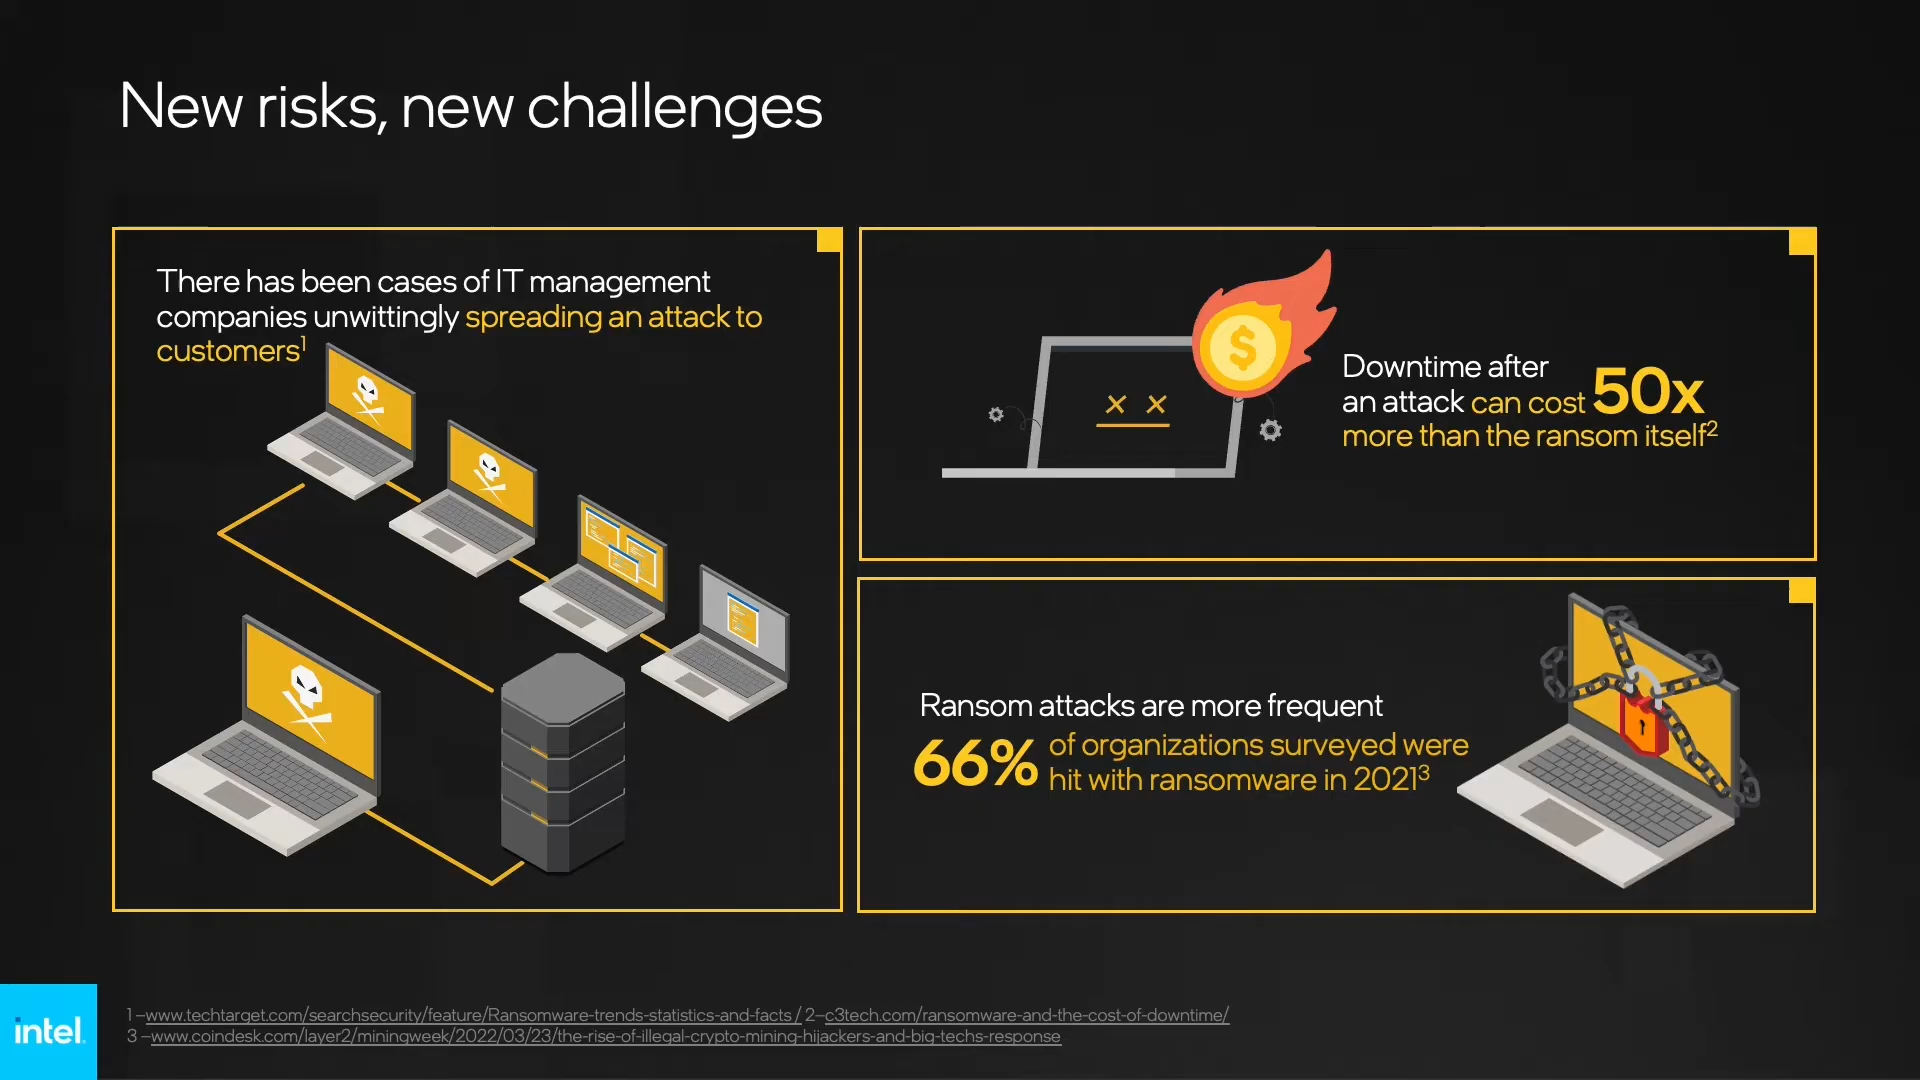 New risks, new challenges
There has been cases of IT management
companies unwittingly spreading an attack to
customers1
$
Downtime after
an attack can cost 50x
more than the ransom itself2
Ransom attacks are more frequent
66% of organizations surveyed were
hit with ransomware in 20213
intel.
1 –www.techtarget.com/searchsecurity/feature/Ransomware-trends-statistics-and-facts / 2–c3tech.com/ransomware-and-the-cost-of-downtime/
3 –www.coindesk.com/layer2/miningweek/2022/03/23/the-rise-of-illegal-crypto-mining-hijackers-and-big-techs-response